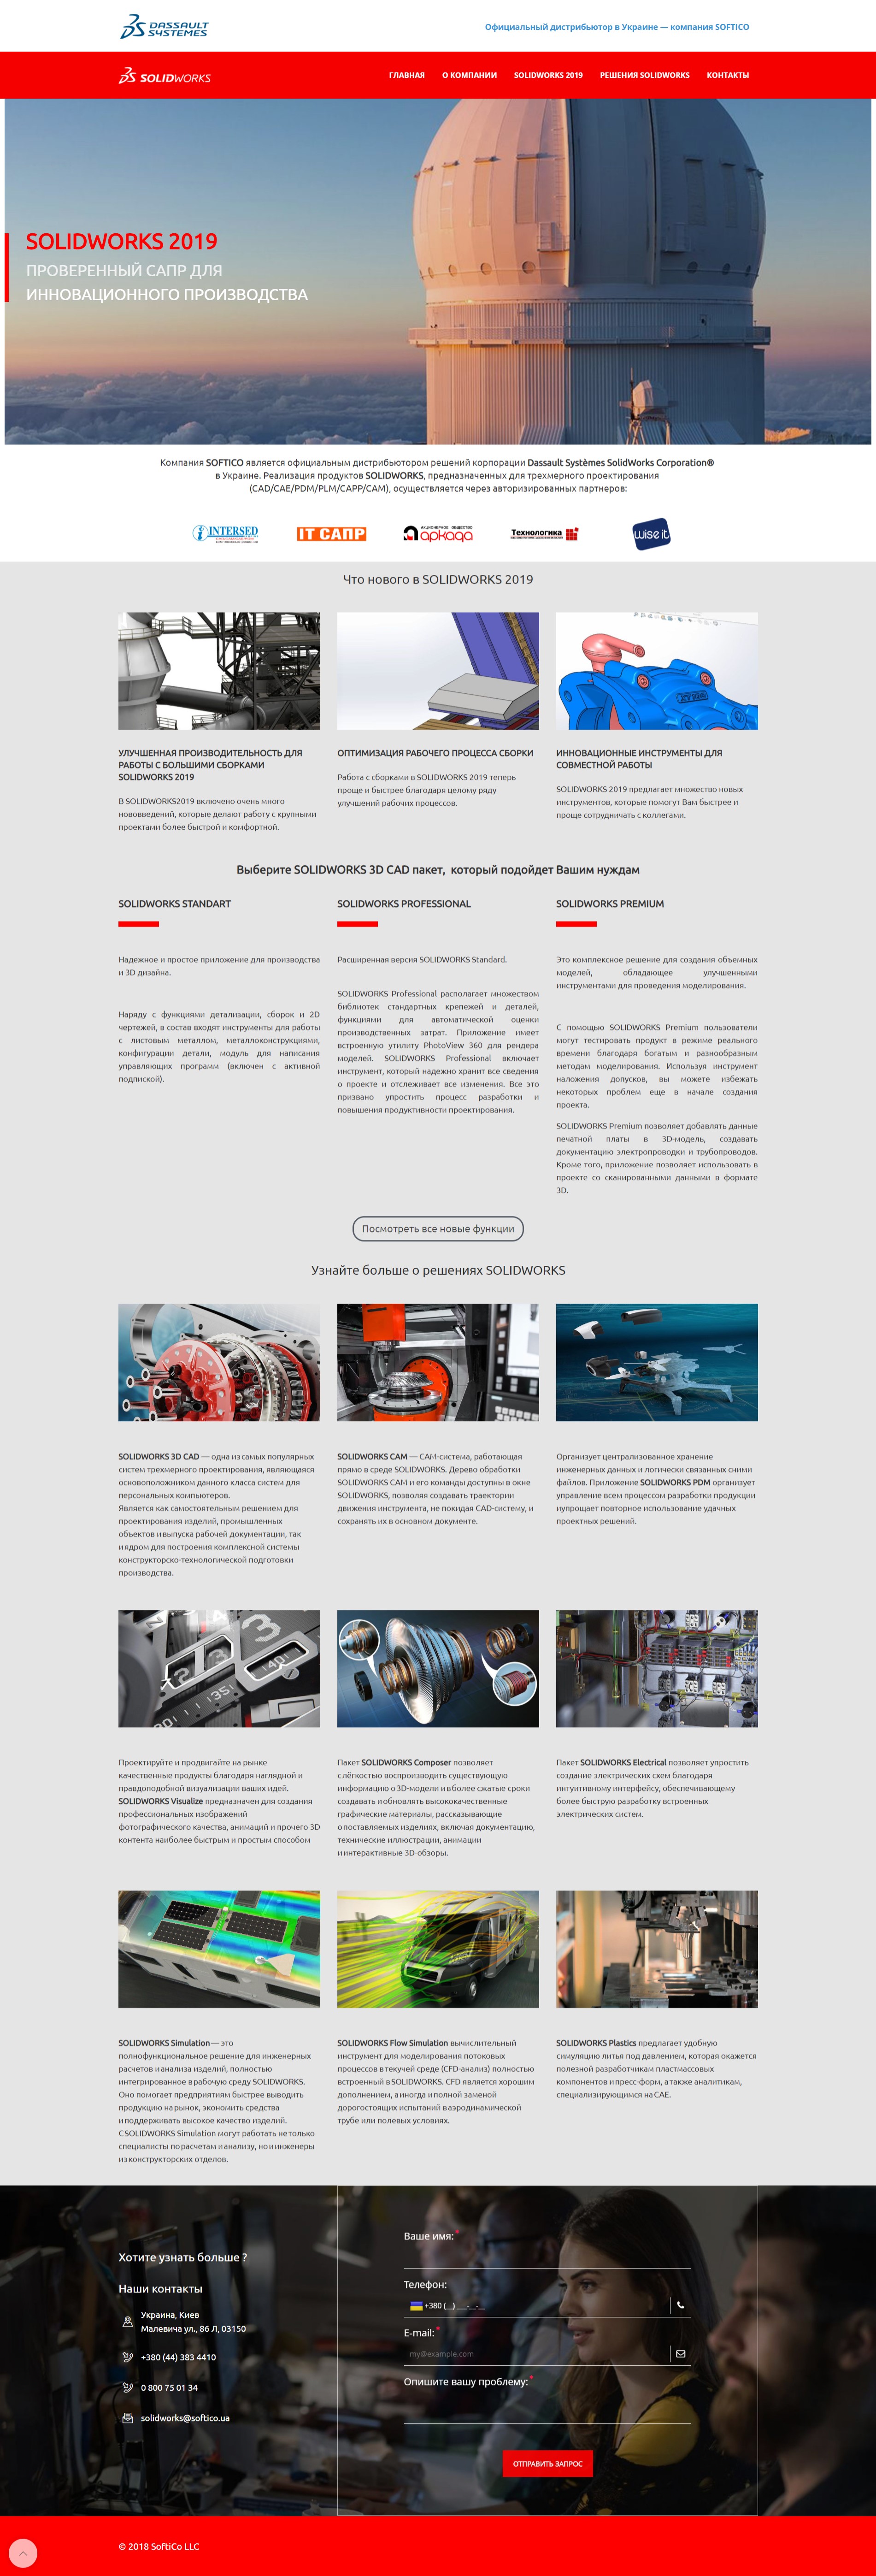 DASSAULT SYSTEMES
Официальный дистрибьютор в Украине — компания SOFTICO
SOLIDWORKS
ГЛАВНАЯ О КОМПАНИИ SOLIDWORKS 2019 РЕШЕНИЯ SOLIDWORKS КОНТАКТЫ
SOLIDWORKS 2019
ПРОВЕРЕННЫЙ САПР ДЛЯ
ИННОВАЦИОННОГО ПРОИЗВОДСТВА
Компания SOFTICO является официальным дистрибьютором решений корпорации Dassault Systèmes SolidWorks Corporation®
в Украине. Реализация продуктов SOLIDWORKS, предназначенных для трехмерного проектирования
(CAD/CAE/PDM/PLM/CAPP/CAM), осуществляется через авторизированных партнеров:
INTERSED
IT САПР
АКЦИОНЕРНОЕ ОБЩЕСТВО
аркада
Технологика
wise it
Что нового в SOLIDWORKS 2019
УЛУЧШЕННАЯ ПРОИЗВОДИТЕЛЬНОСТЬ ДЛЯ
РАБОТЫ С БОЛЬШИМИ СБОРКАМИ
SOLIDWORKS 2019
В SOLIDWORKS2019 включено очень много
нововведений, которые делают работу с крупными
проектами более быстрой и комфортной.
ОПТИМИЗАЦИЯ РАБОЧЕГО ПРОЦЕССА СБОРКИ
Работа с сборками в SOLIDWORKS 2019 теперь
проще и быстрее благодаря целому ряду
улучшений рабочих процессов.
ИННОВАЦИОННЫЕ ИНСТРУМЕНТЫ ДЛЯ
СОВМЕСТНОЙ РАБОТЫ
SOLIDWORKS 2019 предлагает множество новых
инструментов, которые помогут Вам быстрее и
проще сотрудничать с коллегами.
Выберите SOLIDWORKS 3D CAD пакет, который подойдет Вашим нуждам
SOLIDWORKS STANDART
Надежное и простое приложение для производства
и 3D дизайна.
Наряду с функциями детализации, сборок и 2D
чертежей, в состав входят инструменты для работы
с листовым металлом, металлоконструкциями,
конфигурации детали, модуль для написания
управляющих программ (включен с активной
подпиской).
SOLIDWORKS PROFESSIONAL
Расширенная версия SOLIDWORKS Standard.
SOLIDWORKS Professional располагает множеством
библиотек стандартных крепежей и деталей,
функциями для автоматической оценки
производственных затрат. Приложение имеет
встроенную утилиту PhotoView 360 для рендера
моделей. SOLIDWORKS Professional включает
инструмент, который надежно хранит все сведения
о проекте и отслеживает все изменения. Все это
призвано упростить процесс разработки и
повышения продуктивности проектирования.
SOLIDWORKS PREMIUM
Это комплексное решение для создания объемных
моделей, обладающее улучшенными
инструментами для проведения моделирования.
С помощью SOLIDWORKS Premium пользователи
могут тестировать продукт в режиме реального
времени благодаря богатым и разнообразным
методам моделирования. Используя инструмент
наложения допусков, вы можете избежать
некоторых проблем еще в начале создания
проекта.
SOLIDWORKS Premium позволяет добавлять данные
печатной платы в 3D-модель, создавать
документацию электропроводки и трубопроводов.
Кроме того, приложение позволяет использовать в
проекте со сканированными данными в формате
3D.
Посмотреть все новые функции
Узнайте больше о решениях SOLIDWORKS
SOLIDWORKS 3D CAD — одна из самых популярных
систем трехмерного проектирования, являющаяся
основоположником данного класса систем для
персональных компьютеров.
Является как самостоятельным решением для
проектирования изделий, промышленных
объектов и выпуска рабочей документации, так
и ядром для построения комплексной системы
конструкторско-технологической подготовки
производства.
SOLIDWORKS CAM — CAM-система, работающая
прямо в среде SOLIDWORKS. Дерево обработки
SOLIDWORKS CAM и его команды доступны в окне
SOLIDWORKS, позволяя создавать траектории
движения инструмента, не покидая CAD-систему, и
сохранять их в основном документе.
Организует централизованное хранение
инженерных данных и логически связанных с ними
файлов. Приложение SOLIDWORKS PDM организует
управление всем процессом разработки продукции
и упрощает повторное использование удачных
проектных решений.
Проектируйте и продвигайте на рынке
качественные продукты благодаря наглядной и
правдоподобной визуализации ваших идей.
SOLIDWORKS Visualize предназначен для создания
профессиональных изображений
фотографического качества, анимаций и прочего 3D
контента наиболее быстрым и простым способом
Пакет SOLIDWORKS Composer позволяет
с лёгкостью воспроизводить существующую
информацию о 3D-модели и в более сжатые сроки
создавать и обновлять высококачественные
графические материалы, рассказывающие
о поставляемых изделиях, включая документацию,
технические иллюстрации, анимации
и интерактивные 3D-обзоры.
Пакет SOLIDWORKS Electrical позволяет упростить
создание электрических схем благодаря
интуитивному интерфейсу, обеспечивающему
более быструю разработку встроенных
электрических систем.
SOLIDWORKS Simulation — это
полнофункциональное решение для инженерных
расчетов и анализа изделий, полностью
интегрированное в рабочую среду SOLIDWORKS.
Оно помогает предприятиям быстрее выводить
продукцию на рынок, экономить средства
и поддерживать высокое качество изделий.
С SOLIDWORKS Simulation могут работать не только
специалисты по расчетам и анализу, но и инженеры
из конструкторских отделов.
SOLIDWORKS Flow Simulation вычислительный
инструмент для моделирования потоковых
процессов в текучей среде (CFD-анализ) полностью
встроенный в SOLIDWORKS. CFD является хорошим
дополнением, а иногда и полной заменой
дорогостоящих испытаний в аэродинамической
трубе или полевых условиях.
SOLIDWORKS Plastics предлагает удобную
симуляцию литья под давлением, которая окажется
полезной разработчикам пластмассовых
компонентов и пресс-форм, а также аналитикам,
специализирующимся на CAE.
Хотите узнать больше ?
Наши контакты
Украина, Киев
Малевича ул., 86 Л, 03150
+380 (44) 383 4410
0 800 75 01 34
solidworks@softico.ua
Ваше имя:*
Телефон:
+380 (__) ___-__-__
E-mail:*
my@example.com
Опишите вашу проблему:*
ОТПРАВИТЬ ЗАПРОС
© 2018 SoftiCo LLC